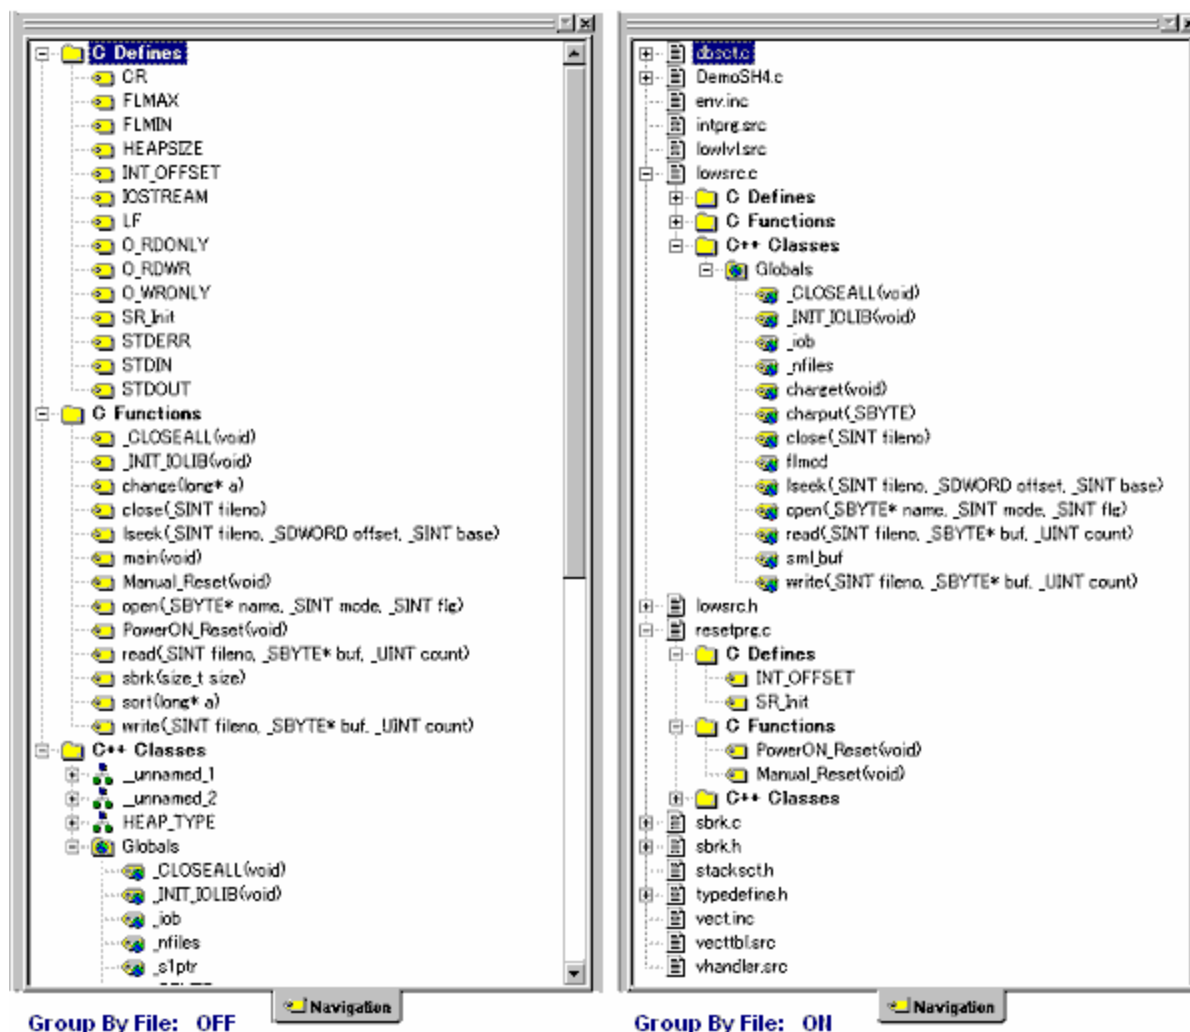 C Defines
CR
FLMAX
FLMIN
HEAPSIZE
INT_OFFSET
IOSTREAM
LF
O_RDONLY
O_RDWR
O_WRONLY
SR_Init
STDERR
STDIN
STDOUT
C Functions
_CLOSEALL(void)
_INIT_IOLIB(void)
change(long* a)
close(_SINT fileno)
lseek(_SINT fileno, _SDWORD offset, _SINT base)
main(void)
Manual_Reset(void)
open(_SBYTE* name, _SINT mode, _SINT flg)
PowerON_Reset(void)
read(_SINT fileno, _SBYTE* buf, _UINT count)
sbrk(size_t size)
sort(long* a)
write(_SINT fileno, _SBYTE* buf, _UINT count)
C++ Classes
__unnamed_1
__unnamed_2
HEAP_TYPE
Globals
_CLOSEALL(void)
_INIT_IOLIB(void)
_iob
_nfiles
_s1ptr
Navigation
Group By File: OFF
dbsct.c
DemoSH4.c
env.inc
intprg.src
lowlvl.src
lowsrc.c
C Defines
C Functions
C++ Classes
Globals
_CLOSEALL(void)
_INIT_IOLIB(void)
_iob
_nfiles
charget(void)
charput(_SBYTE)
close(_SINT fileno)
flmod
lseek(_SINT fileno, _SDWORD offset, _SINT base)
open(_SBYTE* name, _SINT mode, _SINT flg)
read(_SINT fileno, _SBYTE* buf, _UINT count)
sml_buf
write(_SINT fileno, _SBYTE* buf, _UINT count)
lowsrc.h
resetprg.c
C Defines
INT_OFFSET
SR_Init
C Functions
PowerON_Reset(void)
Manual_Reset(void)
C++ Classes
sbrk.c
sbrk.h
stacksct.h
typedefine.h
vect.inc
vecttbl.src
vhandler.src
Navigation
Group By File: ON